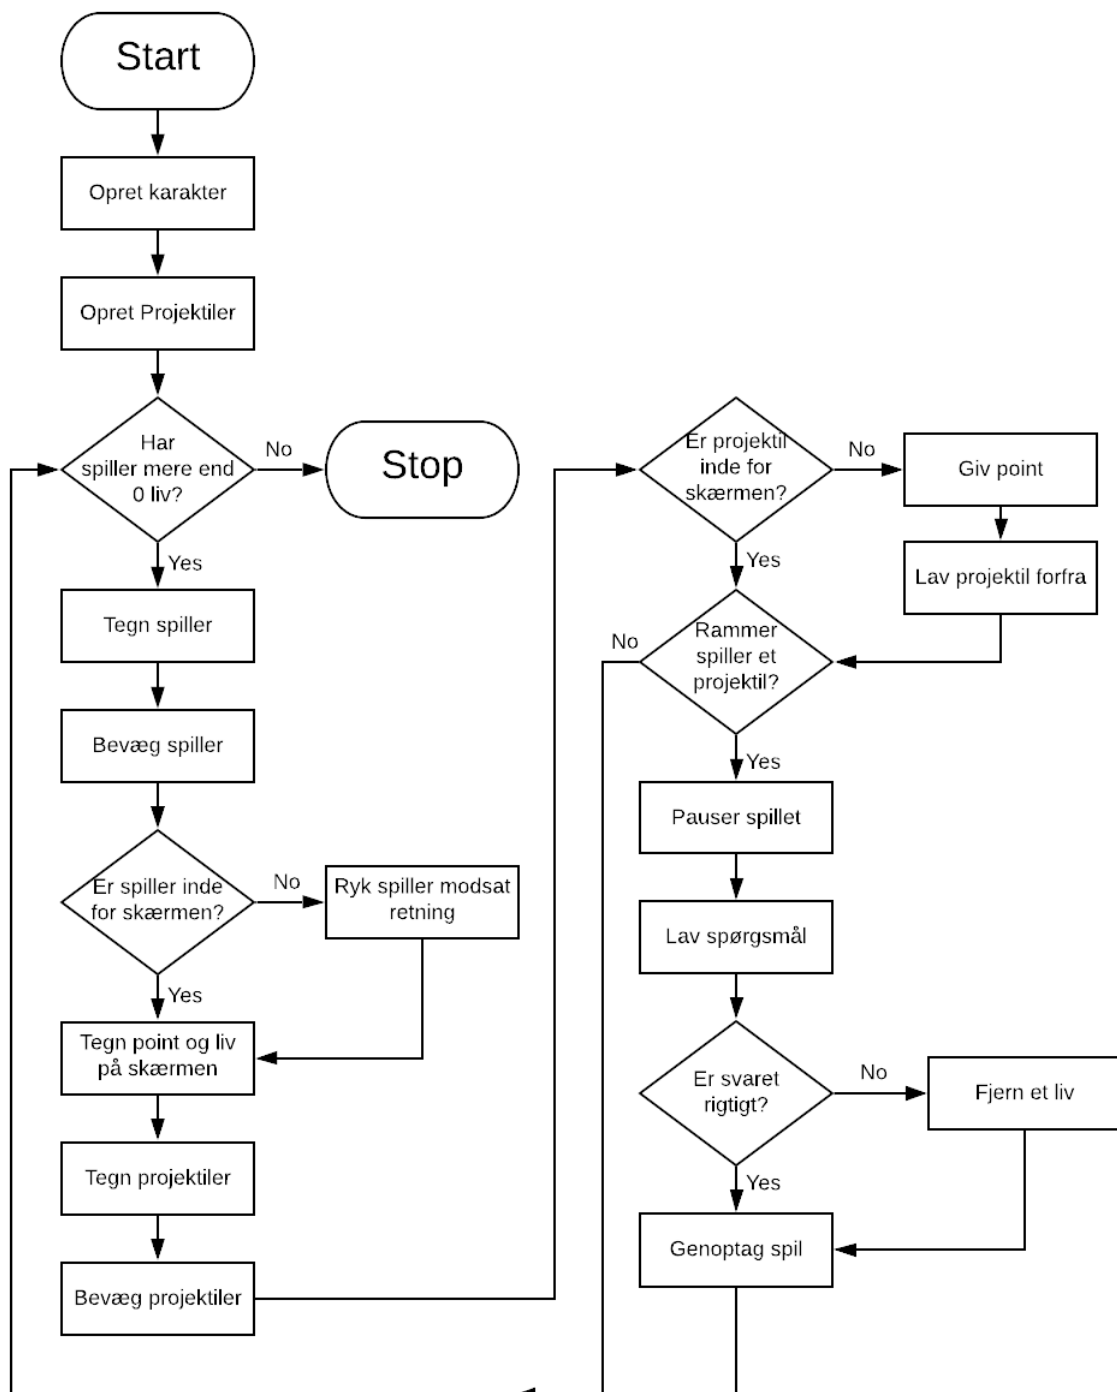 Start
Opret karakter
Opret Projektiler
Har
spiller mere end
0 liv?
No
Stop
Yes
Tegn spiller
Bevæg spiller
Er spiller inde
for skærmen?
No
Ryk spiller modsat
retning
Yes
Tegn point og liv
på skærmen
Tegn projektiler
Bevæg projektiler
Er projektil
inde for
skærmen?
No
Giv point
Lav projektil forfra
Yes
Rammer
spiller et
projektil?
No
Yes
Pauser spillet
Lav spørgsmål
Er svaret
rigtigt?
No
Fjern et liv
Yes
Genoptag spil